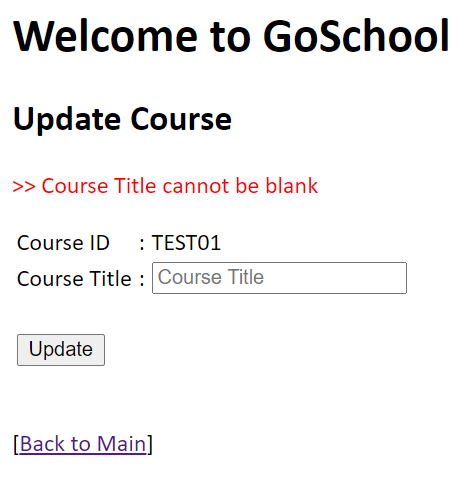 Welcome to GoSchool
Update Course
>> Course Title cannot be blank
Course ID : TEST01
Course Title : Course Title
Update
[Back to Main]